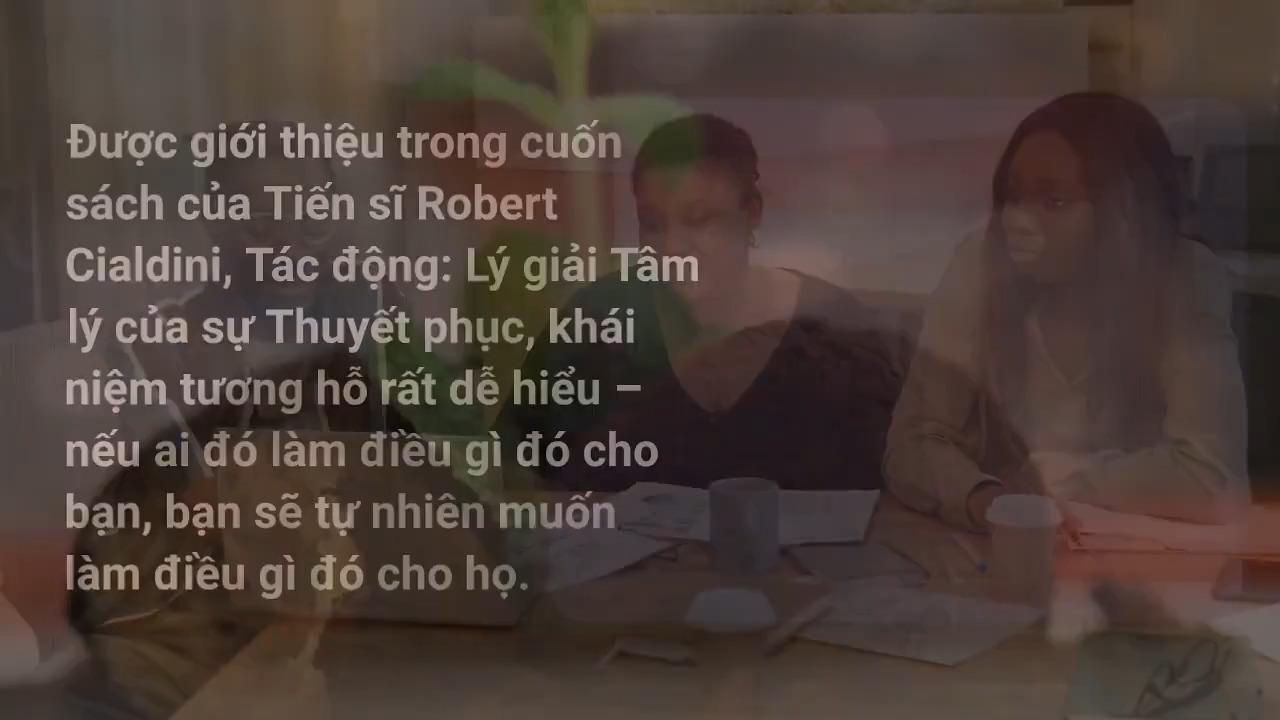 Được giới thiệu trong cuốn
sách của Tiến sĩ Robert
Cialdini, Tác động: Lý giải Tâm
lý của sự Thuyết phục, khái
niệm tương hỗ rất dễ hiểu –
nếu ai đó làm điều gì đó cho
bạn, bạn sẽ tự nhiên muốn
làm điều gì đó cho họ.